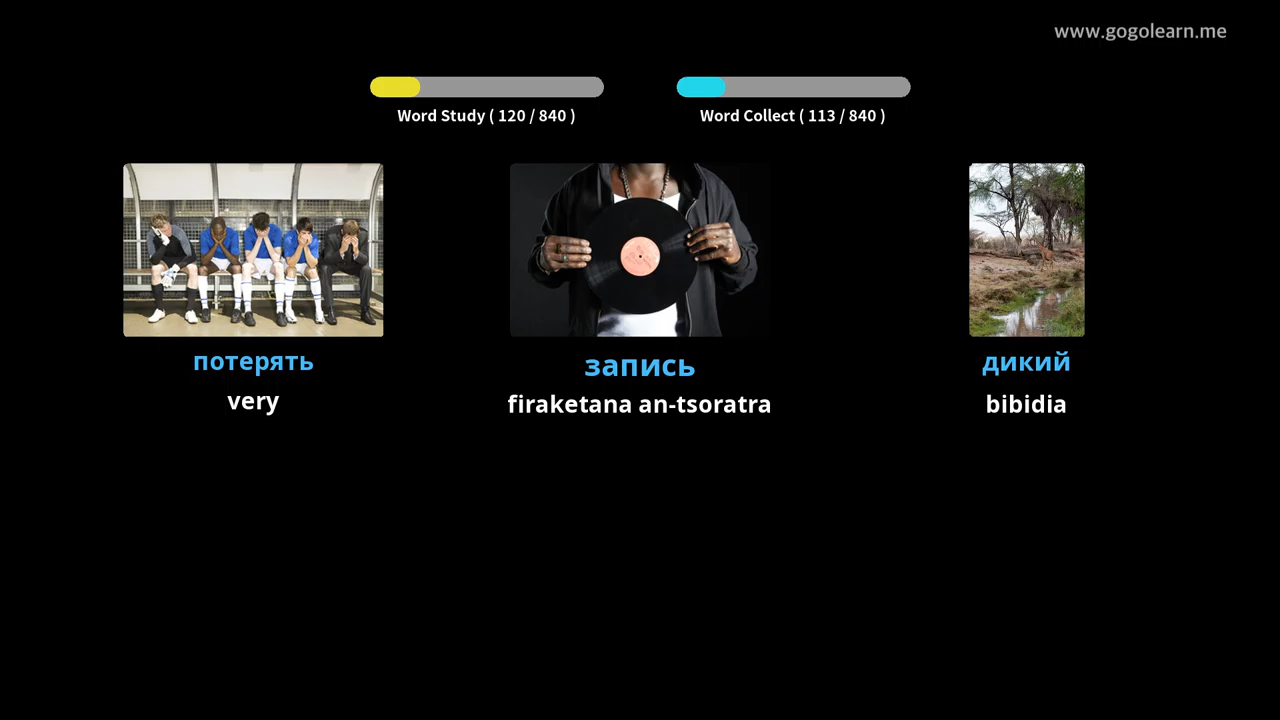 www.gogolearn.me
Word Study ( 120 / 840 )
Word Collect ( 113 / 840 )
потерять
very
запись
firaketana an-tsoratra
дикий
bibidia